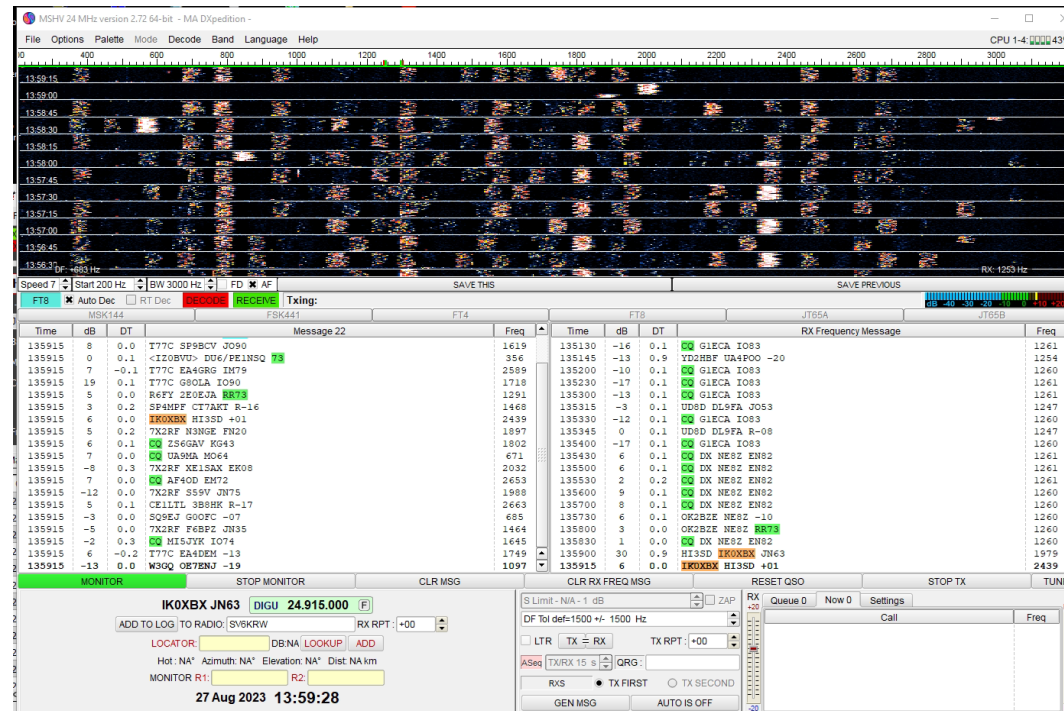 MSHV 24 MHz version 2.72 64-bit - MA DXpedition -
File Options Palette Mode Decode Band Language Help CPU 1-4: 43
400 600 800 1000 1200 1400 1600 1800 2000 2200 2400 2600 2800 3000
13:59:15
13:59:00
13:58:45
13:58:30
13:58:15
13:58:00
13:57:45
13:57:30
13:57:15
13:57:00
13:56:45
13:56:30 DF: +683 Hz RX: 1253 Hz
Speed 7 Start 200 Hz BW 3000 Hz FD AF SAVE THIS SAVE PREVIOUS
FT8 Auto Dec RT Dec DECODE RECEIVE Txing: dB -40 -30 -20 -10 0 +10 +20
MSK144 FSK441 FT4 FT8 JT65A JT65B
Time dB DT Message 22 Freq
135915 8 0.0 T77C SP9BCV JO90 1619
135915 0 0.1 <IZ0BVU> DU6/PE1NSQ 73 356
135915 7 -0.1 T77C EA4GRG IM79 2589
135915 19 0.1 T77C G8OLA IO90 1718
135915 5 0.0 R6FY 2E0EJA RR73 1291
135915 3 0.2 SP4MPF CT7AKT R-16 1468
135915 6 0.0 IK0XBX HI3SD +01 2439
135915 5 0.2 7X2RF N3NGE FN20 1897
135915 6 0.1 CQ ZS6GAV KG43 1802
135915 7 0.0 CQ UA9MA MO64 671
135915 -8 0.3 7X2RF XE1SAX EK08 2032
135915 7 0.0 CQ AF4OD EM72 2653
135915 -12 0.0 7X2RF S59V JN75 1988
135915 5 0.1 CE1LTL 3B8HK R-17 2663
135915 -3 0.0 SQ9EJ G0OFC -07 685
135915 -5 0.0 7X2RF F6BPZ JN35 1464
135915 -2 0.3 CQ MI5JYK IO74 1645
135915 6 -0.2 T77C EA4DEM -13 1749
135915 -13 0.0 W3GQ OE7ENJ -19 1097
Time dB DT RX Frequency Message Freq
135130 -16 0.1 CQ G1ECA IO83 1261
135145 -13 0.9 YD2HBF UA4POO -20 1254
135200 -10 0.1 CQ G1ECA IO83 1260
135230 -17 0.1 CQ G1ECA IO83 1261
135300 -13 0.1 CQ G1ECA IO83 1261
135315 -3 0.1 UD8D DL9FA JO53 1247
135330 -12 0.1 CQ G1ECA IO83 1260
135345 0 0.1 UD8D DL9FA R-08 1247
135400 -17 0.1 CQ G1ECA IO83 1260
135430 6 0.1 CQ DX NE8Z EN82 1261
135500 6 0.1 CQ DX NE8Z EN82 1261
135530 2 0.2 CQ DX NE8Z EN82 1261
135600 9 0.1 CQ DX NE8Z EN82 1260
135700 8 0.0 CQ DX NE8Z EN82 1260
135730 6 0.1 OK2BZE NE8Z -10 1260
135800 3 0.0 OK2BZE NE8Z RR73 1260
135830 1 0.0 CQ DX NE8Z EN82 1260
135900 30 0.9 HI3SD IK0XBX JN63 1979
135915 6 0.0 IK0XBX HI3SD +01 2439
MONITOR STOP MONITOR CLR MSG CLR RX FREQ MSG RESET QSO STOP TX TUN
IK0XBX JN63 DIGU 24.915.000 F
ADD TO LOG TO RADIO: SV6KRW RX RPT: +00
LOCATOR: DB:NA LOOKUP ADD
Hot : NA° Azimuth: NA° Elevation: NA° Dist: NA km
MONITOR R1: R2:
27 Aug 2023 13:59:28
S Limit - N/A - 1 dB ZAP
DF Tol def=1500 +/- 1500 Hz
LTR TX = RX TX RPT: +00
ASeq TX/RX 15 s QRG:
RXS TX FIRST TX SECOND
GEN MSG AUTO IS OFF
RX
+20
-20
Queue 0 Now 0 Settings
Call Freq